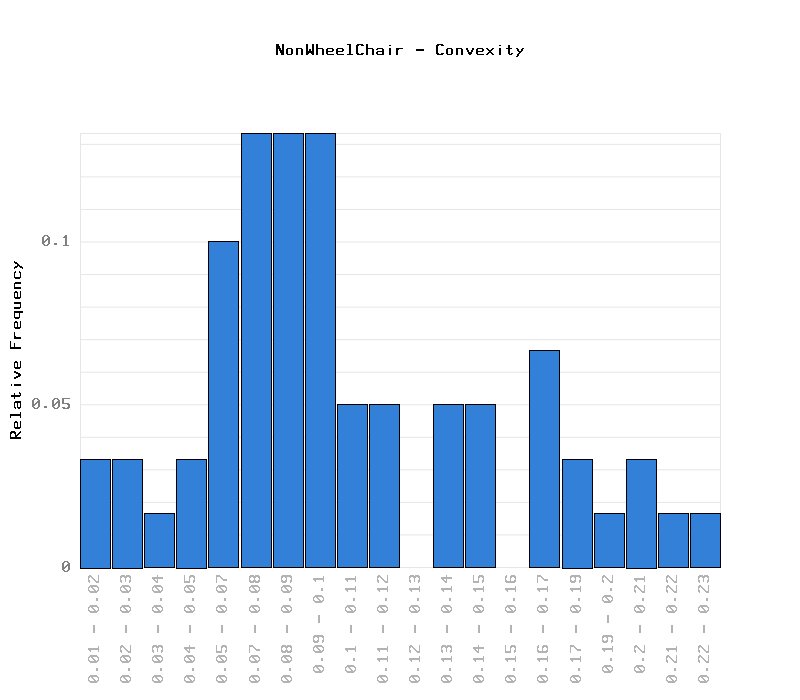 NonWheelChair - Convexity
Relative Frequency
0.1
0.05
0
0.01 - 0.02
0.02 - 0.03
0.03 - 0.04
0.04 - 0.05
0.05 - 0.07
0.07 - 0.08
0.08 - 0.09
0.09 - 0.1
0.1 - 0.11
0.11 - 0.12
0.12 - 0.13
0.13 - 0.14
0.14 - 0.15
0.15 - 0.16
0.16 - 0.17
0.17 - 0.19
0.19 - 0.2
0.2 - 0.21
0.21 - 0.22
0.22 - 0.23